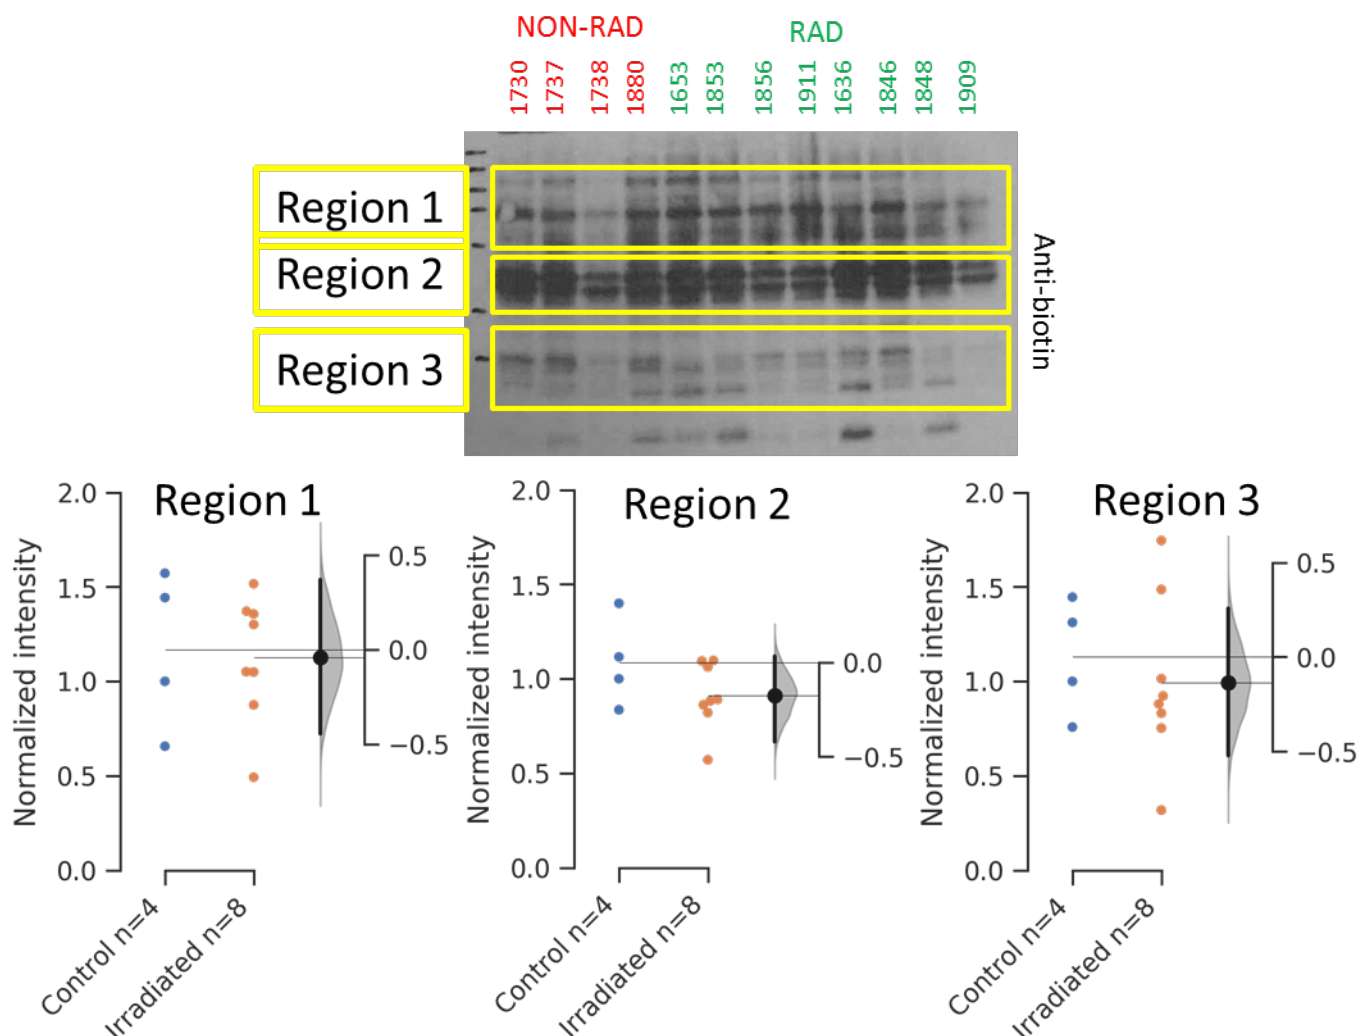 NON-RAD
RAD
1730
1737
1738
1880
1653
1853
1856
1911
1636
1846
1848
1909
Region 1
Region 2
Region 3
Anti-biotin
Region 1
Normalized intensity
2.0
1.5
1.0
0.5
0.0
0.5
0.0
−0.5
Control n=4
Irradiated n=8
Region 2
Normalized intensity
2.0
1.5
1.0
0.5
0.0
0.0
−0.5
Control n=4
Irradiated n=8
Region 3
Normalized intensity
2.0
1.5
1.0
0.5
0.0
0.5
0.0
−0.5
Control n=4
Irradiated n=8